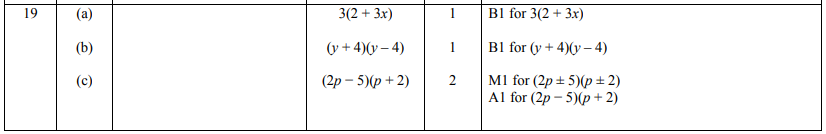 19 (a) 3(2 + 3x) 1 B1 for 3(2 + 3x)
(b) (y + 4)(y – 4) 1 B1 for (y + 4)(y – 4)
(c) (2p − 5)(p + 2) 2 M1 for (2p ± 5)(p ± 2)
A1 for (2p − 5)(p + 2)